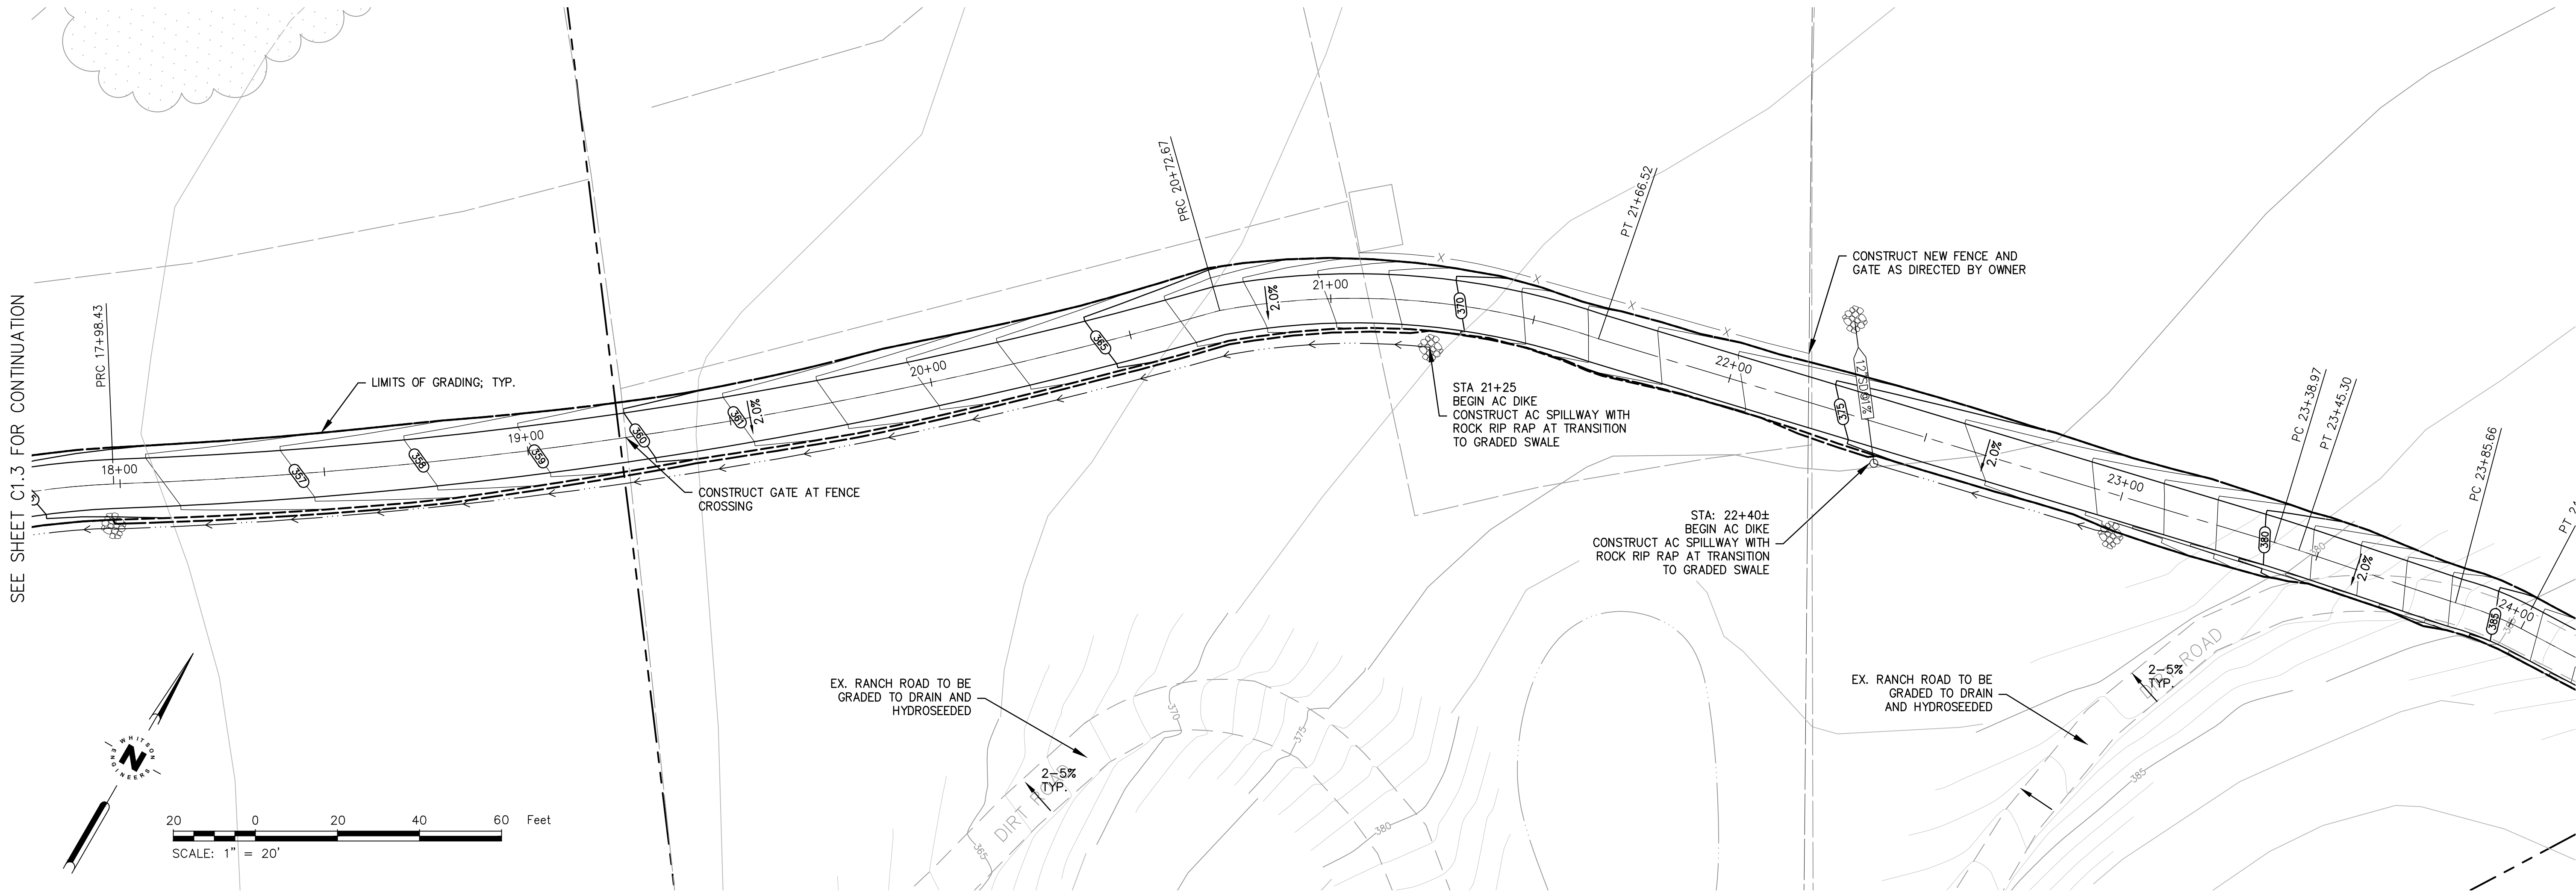 SEE SHEET C1.3 FOR CONTINUATION
PRC 17+98.43
18+00
LIMITS OF GRADING; TYP.
357
358
19+00
359
360
361
2.0%
CONSTRUCT GATE AT FENCE
CROSSING
20+00
365
PRC 20+72.67
2.0%
21+00
370
STA 21+25
BEGIN AC DIKE
CONSTRUCT AC SPILLWAY WITH
ROCK RIP RAP AT TRANSITION
TO GRADED SWALE
X
X
X
X
PT 21+66.52
22+00
CONSTRUCT NEW FENCE AND
GATE AS DIRECTED BY OWNER
375
STA: 22+40±
BEGIN AC DIKE
CONSTRUCT AC SPILLWAY WITH
ROCK RIP RAP AT TRANSITION
TO GRADED SWALE
2.0%
23+00
380
PC 23+38.97
PT 23+45.30
380
2.0%
PC 23+85.66
385
24+00
EX. RANCH ROAD TO BE
GRADED TO DRAIN AND
HYDROSEEDED
2-5%
TYP.
DIRT ROAD
365
370
375
380
EX. RANCH ROAD TO BE
GRADED TO DRAIN
AND HYDROSEEDED
2-5%
TYP.
ROAD
385
WHITSON
N
ENGINEERS
20 0 20 40 60 Feet
SCALE: 1" = 20'